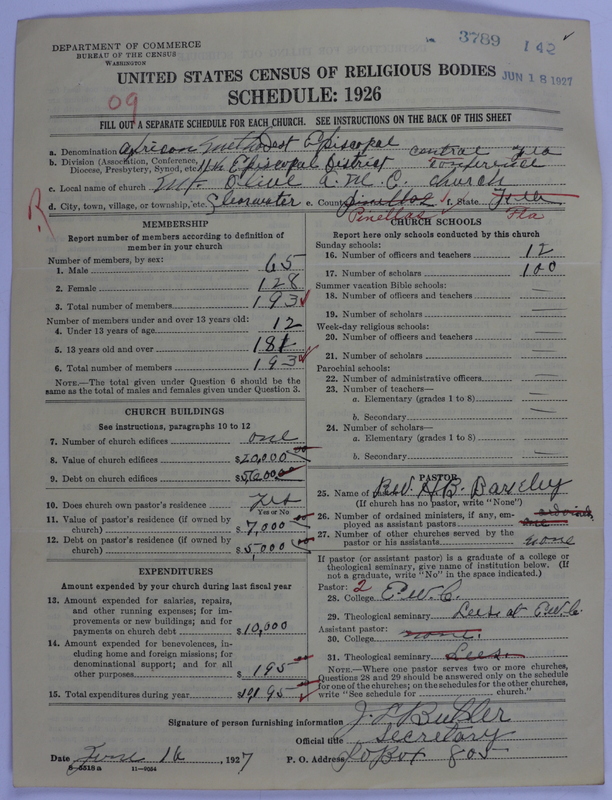 DEPARTMENT OF COMMERCE
BUREAU OF THE CENSUS
WASHINGTON
3789 142
UNITED STATES CENSUS OF RELIGIOUS BODIES JUN 18 1927
09
SCHEDULE: 1926
FILL OUT A SEPARATE SCHEDULE FOR EACH CHURCH. SEE INSTRUCTIONS ON THE BACK OF THIS SHEET
a. Denomination African Methodist Episcopal
b. Division (Association, Conference, Diocese, Presbytery, Synod, etc. 11th Episcopal District Central Fla Conference
c. Local name of church Mt. Olive A. M. E. Church
R d. City, town, village, or township, etc. Clearwater e. County Pinellas f. State Fla
Pinellas Fla
MEMBERSHIP
Report number of members according to definition of
member in your church
Number of members, by sex:
1. Male 65
2. Female 128
3. Total number of members 193
Number of members under and over 13 years old:
4. Under 13 years of age 12
5. 13 years old and over 181
6. Total number of members 193
NOTE.—The total given under Question 6 should be
same as the total of males and females given under Question 3.
CHURCH BUILDINGS
See instructions, paragraphs 10 to 12
7. Number of church edifices one
8. Value of church edifices $20,000 00
9. Debt on church edifices
10. Does church own pastor's residence Yes
Yes or No
11. Value of pastor's residence (if owned by
church) $7,000 00
12. Debt on pastor's residence (if owned by
church) $5,000 00
EXPENDITURES
Amount expended by your church during last fiscal year
13. Amount expended for salaries, repairs,
and other running expenses; for im-
provements or new buildings; and for
payments on church debt $10,000
14. Amount expended for benevolences, in-
cluding home and foreign missions; for
denominational support; and for all
other purposes $195
15. Total expenditures during year $10,195
CHURCH SCHOOLS
Report here only schools conducted by this church
Sunday schools:
16. Number of officers and teachers 12
17. Number of scholars 100
Summer vacation Bible schools:
18. Number of officers and teachers
19. Number of scholars
Week-day religious schools:
20. Number of officers and teachers
21. Number of scholars
Parochial schools:
22. Number of administrative officers
23. Number of teachers—
a. Elementary (grades 1 to 8)
b. Secondary
24. Number of scholars—
a. Elementary (grades 1 to 8)
b. Secondary
PASTOR
25. Name of pastor Rev. H. B.
(If church has no pastor, write "None")
26. Number of ordained ministers, if any, em-
ployed as assistant pastors
27. Number of other churches served by the
pastor or his assistants none
If pastor (or assistant pastor) is a graduate of a college or
theological seminary, give name of institution below. (If
not a graduate, write "No" in the space indicated.)
Pastor: 2
28. College E. W. C.
29. Theological seminary Lees at E. W. C.
Assistant pastor:
30. College none.
31. Theological seminary Lees.
NOTE.—Where one pastor serves two or more churches,
Questions 28 and 29 should be answered only on the schedule
for one of the churches; on the schedules for the other churches,
write "See schedule for church."
Signature of person furnishing information J. L. Butler
Official title Secretary
Date June 16, 1927 P. O. Address P O Box 805
8—5518a 11—9054